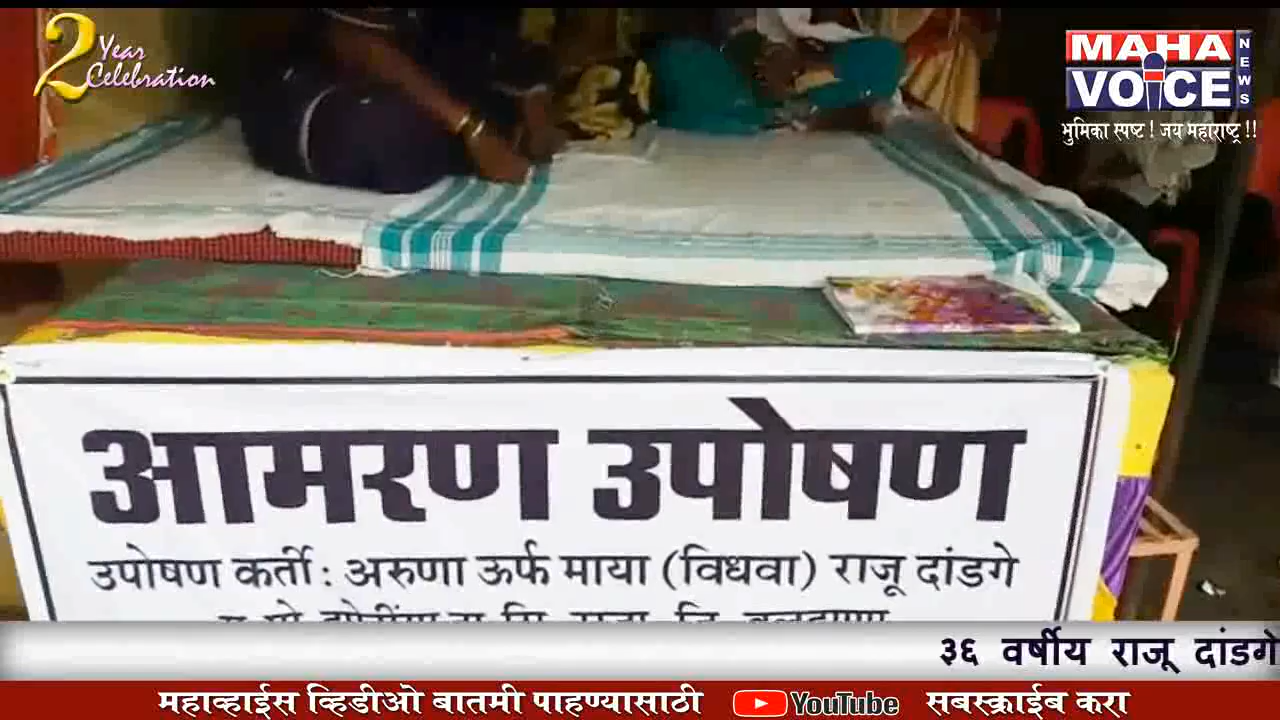 2 Year
Celebration
MAHA
VOICE
NEWS
भुमिका स्पष्ट ! जय महाराष्ट्र !!
आमरण उपोषण
उपोषण कर्ती : अरुणा ऊर्फ माया (विधवा) राजू दांडगे
३६ वर्षीय राजू दांडगे
महाव्हाईस व्हिडीओ बातमी पाहण्यासाठी YouTube सबस्क्राईब करा